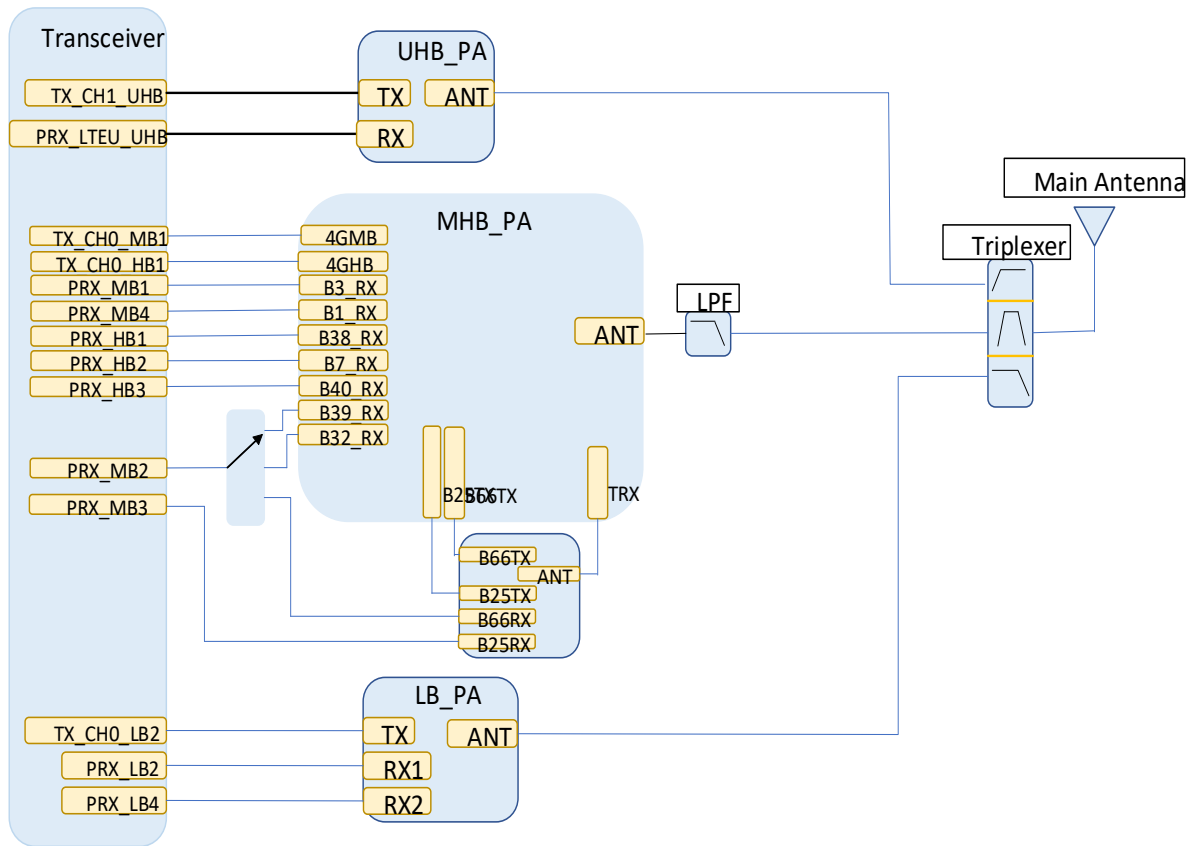 Transceiver
UHB_PA
TX_CH1_UHB
TX
ANT
PRX_LTEU_UHB
RX
Main Antenna
MHB_PA
TX_CH0_MB1
4GMB
Triplexer
TX_CH0_HB1
4GHB
PRX_MB1
B3_RX
LPF
PRX_MB4
B1_RX
PRX_HB1
B38_RX
ANT
PRX_HB2
B7_RX
PRX_HB3
B40_RX
B39_RX
B32_RX
PRX_MB2
PRX_MB3
B25TX
B66TX
TRX
B66TX
ANT
B25TX
B66RX
B25RX
LB_PA
TX_CH0_LB2
TX
ANT
PRX_LB2
RX1
PRX_LB4
RX2